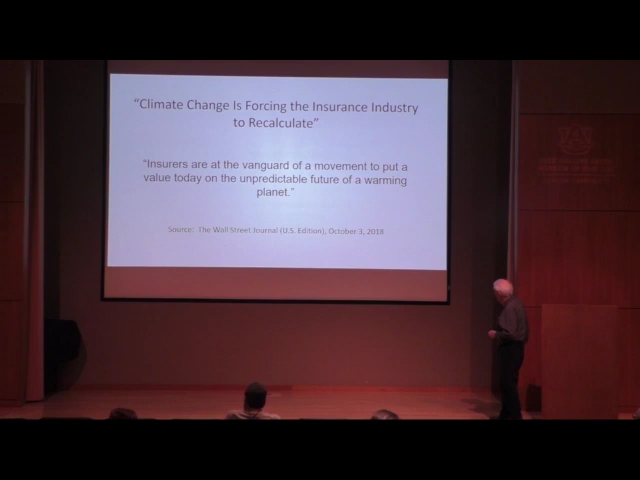 “Climate Change Is Forcing the Insurance Industry
to Recalculate”
“Insurers are at the vanguard of a movement to put a
value today on the unpredictable future of a warming
planet.”
Source: The Wall Street Journal (U.S. Edition), October 3, 2018